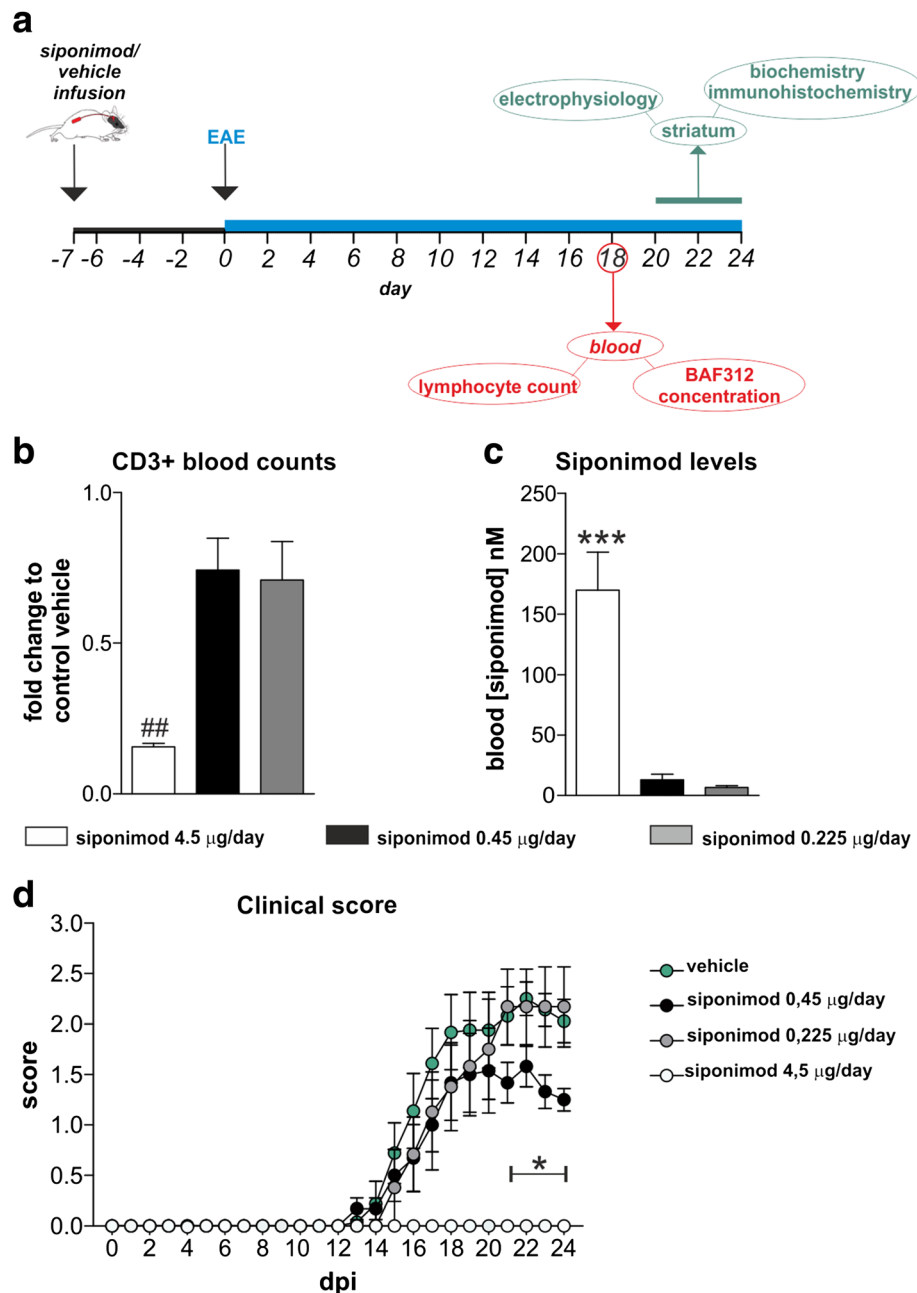 a
siponimod/
vehicle
infusion
EAE
electrophysiology
biochemistry
immunohistochemistry
striatum
-7 -6 -4 -2 0 2 4 6 8 10 12 14 16 18 20 22 24
day
blood
lymphocyte count
BAF312
concentration
b
CD3+ blood counts
fold change to
control vehicle
1.0
0.5
0.0
##
c
Siponimod levels
blood [siponimod] nM
250
200
150
100
50
0
***
siponimod 4.5 µg/day
siponimod 0.45 µg/day
siponimod 0.225 µg/day
d
Clinical score
score
3.0
2.5
2.0
1.5
1.0
0.5
0.0
*
0 2 4 6 8 10 12 14 16 18 20 22 24
dpi
vehicle
siponimod 0,45 µg/day
siponimod 0,225 µg/day
siponimod 4,5 µg/day